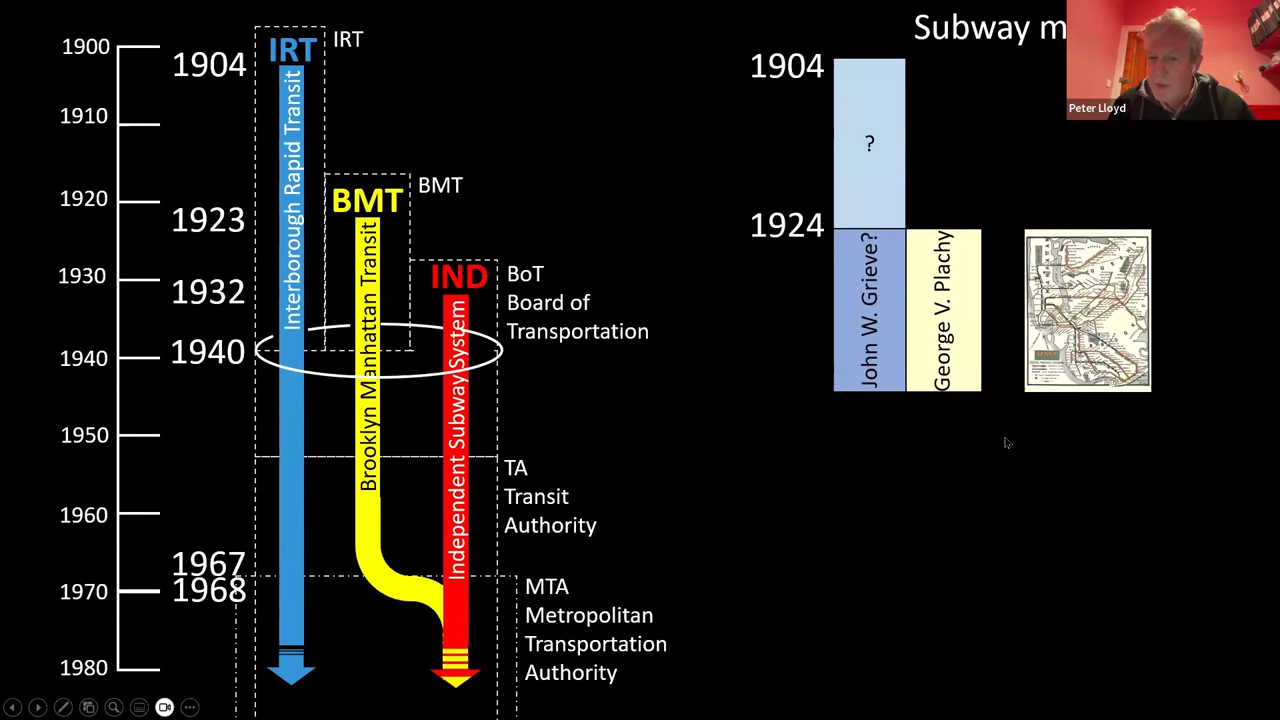 1900
1910
1920
1930
1940
1950
1960
1970
1980
1904
1923
1932
1940
1967
1968
IRT
IRT
Interborough Rapid Transit
BMT
BMT
Brooklyn Manhattan Transit
IND
Independent Subway System
BoT
Board of
Transportation
TA
Transit
Authority
MTA
Metropolitan
Transportation
Authority
Subway m
1904
?
1924
John W. Grieve?
George V. Plachy
Peter Lloyd